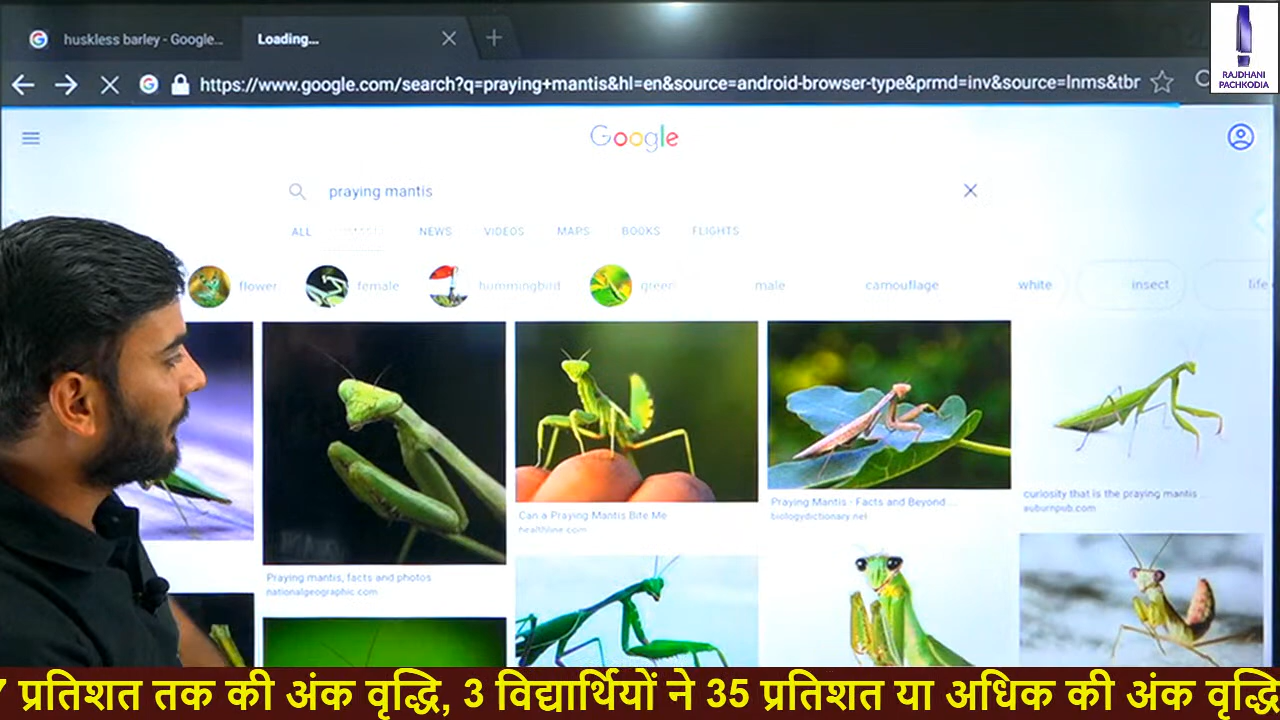 huskless barley - Google...
Loading...
RAJDHANI
PACHKODIA
https://www.google.com/search?q=praying+mantis&hl=en&source=android-browser-type&prmd=inv&source=lnms&tbr
Google
praying mantis
ALL NEWS VIDEOS MAPS BOOKS FLIGHTS
flower female hummingbird green male camouflage white insect life
Can a Praying Mantis Bite Me
healthline.com
Praying Mantis - Facts and Beyond ...
biologydictionary.net
curiosity that is the praying mantis ...
auburnpub.com
Praying mantis, facts and photos
nationalgeographic.com
7 प्रतिशत तक की अंक वृद्धि, 3 विद्यार्थियों ने 35 प्रतिशत या अधिक की अंक वृद्धि